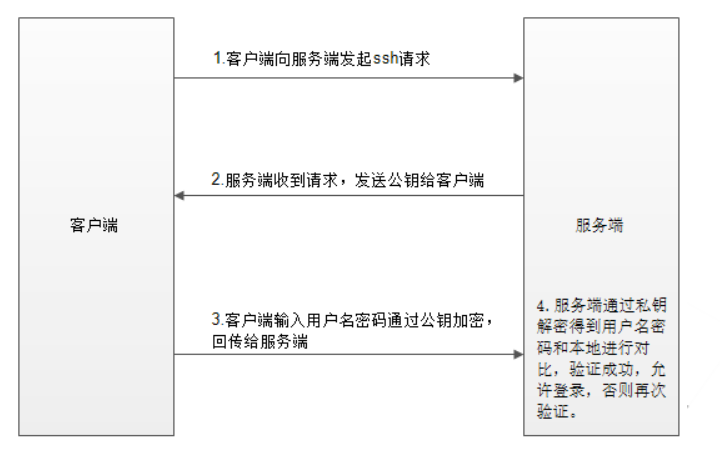 1.客户端向服务端发起ssh请求
2.服务端收到请求，发送公钥给客户端
客户端
服务端
3.客户端输入用户名密码通过公钥加密，
回传给服务端
4.服务端通过私钥
解密得到用户名密
码和本地进行对
比，验证成功，允
许登录，否则再次
验证。